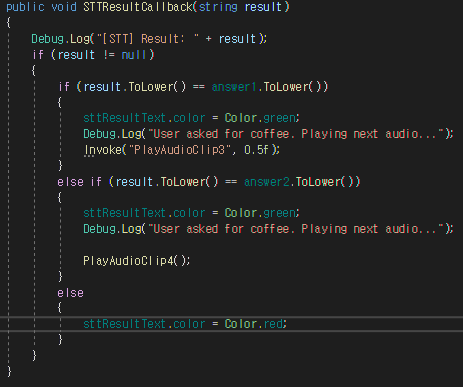 public void STTResultCallback(string result)
{
Debug.Log("[STT] Result: " + result);
if (result != null)
{
if (result.ToLower() == answer1.ToLower())
{
sttResultText.color = Color.green;
Debug.Log("User asked for coffee. Playing next audio...");
Invoke("PlayAudioClip3", 0.5f);
}
else if (result.ToLower() == answer2.ToLower())
{
sttResultText.color = Color.green;
Debug.Log("User asked for coffee. Playing next audio...");
PlayAudioClip4();
}
else
{
sttResultText.color = Color.red;
}
}
}